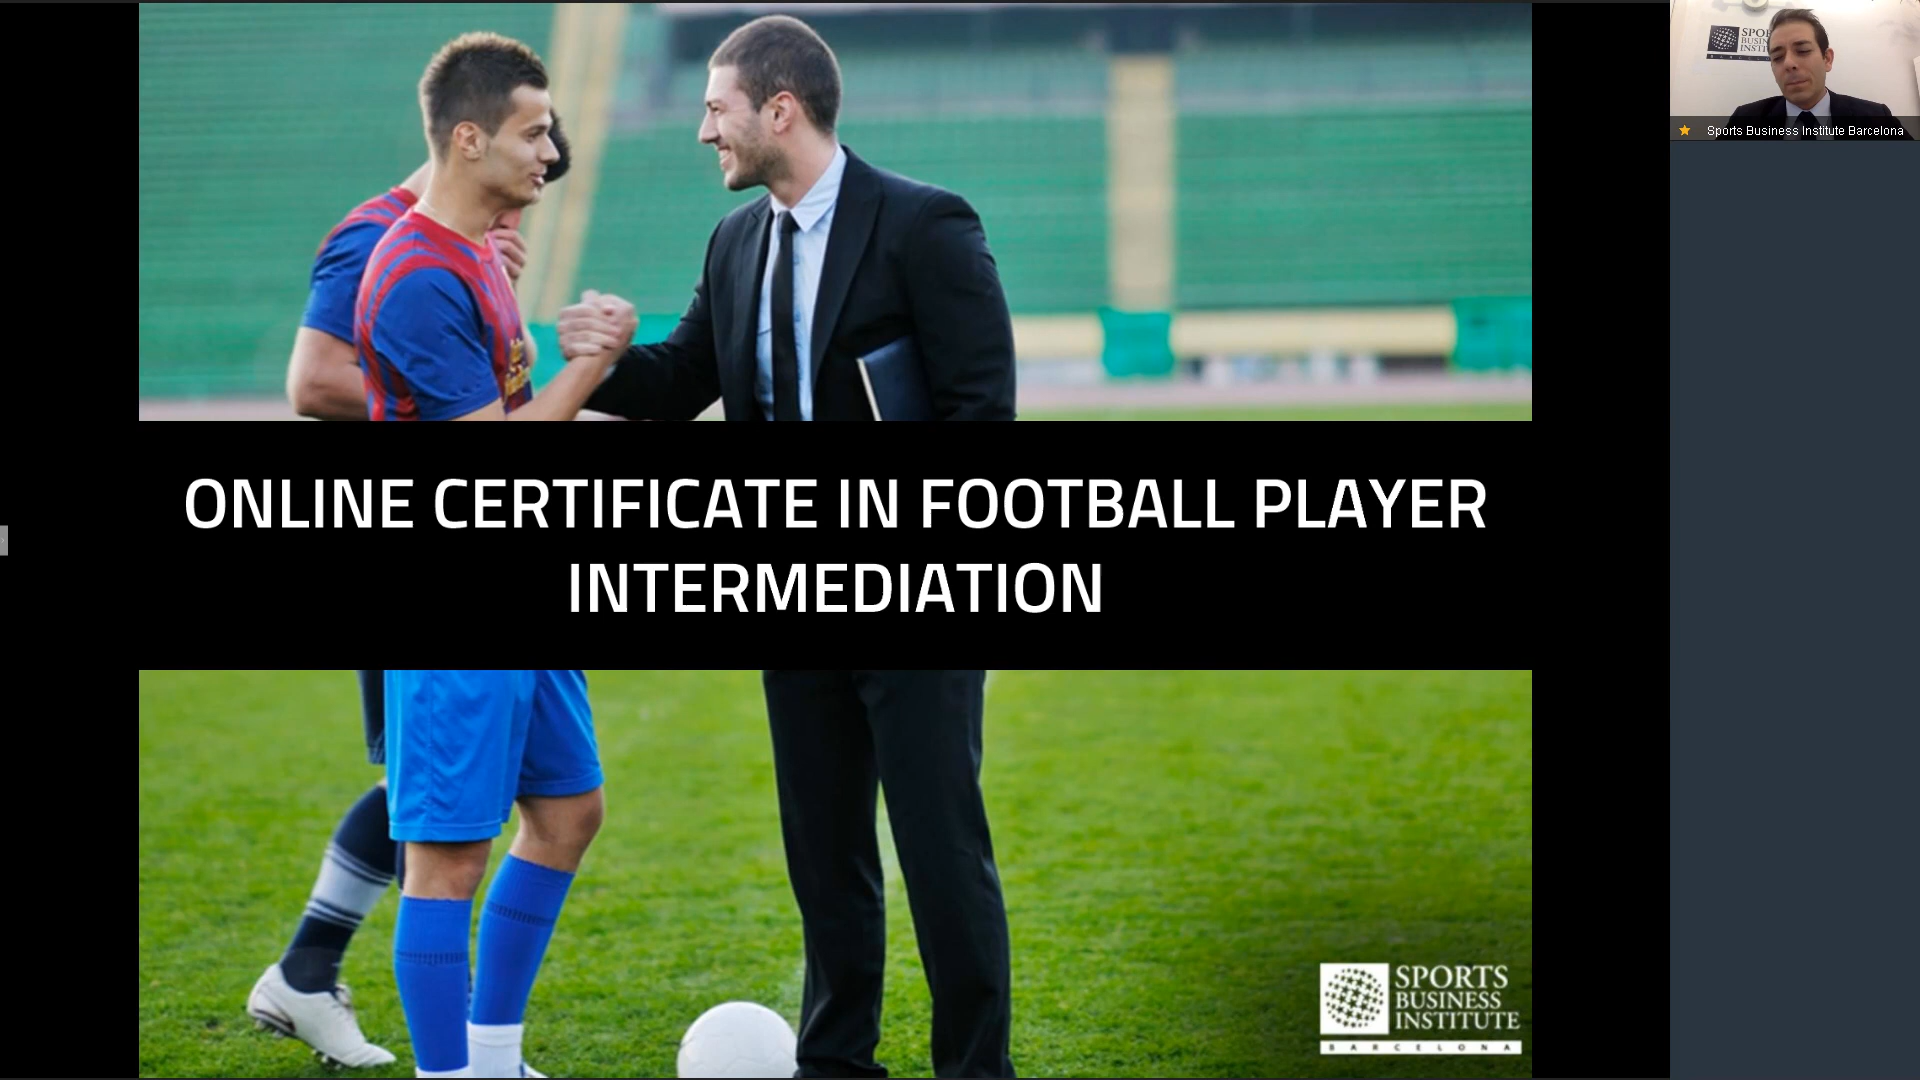 ONLINE CERTIFICATE IN FOOTBALL PLAYER
INTERMEDIATION
SPORTS
BUSINESS
INSTITUTE
BARCELONA
Sports Business Institute Barcelona